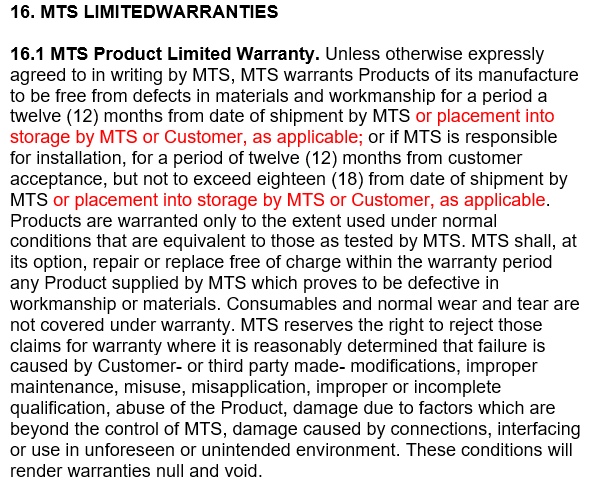 16. MTS LIMITEDWARRANTIES
16.1 MTS Product Limited Warranty. Unless otherwise expressly
agreed to in writing by MTS, MTS warrants Products of its manufacture
to be free from defects in materials and workmanship for a period a
twelve (12) months from date of shipment by MTS or placement into
storage by MTS or Customer, as applicable; or if MTS is responsible
for installation, for a period of twelve (12) months from customer
acceptance, but not to exceed eighteen (18) from date of shipment by
MTS or placement into storage by MTS or Customer, as applicable.
Products are warranted only to the extent used under normal
conditions that are equivalent to those as tested by MTS. MTS shall, at
its option, repair or replace free of charge within the warranty period
any Product supplied by MTS which proves to be defective in
workmanship or materials. Consumables and normal wear and tear are
not covered under warranty. MTS reserves the right to reject those
claims for warranty where it is reasonably determined that failure is
caused by Customer- or third party made- modifications, improper
maintenance, misuse, misapplication, improper or incomplete
qualification, abuse of the Product, damage due to factors which are
beyond the control of MTS, damage caused by connections, interfacing
or use in unforeseen or unintended environment. These conditions will
render warranties null and void.